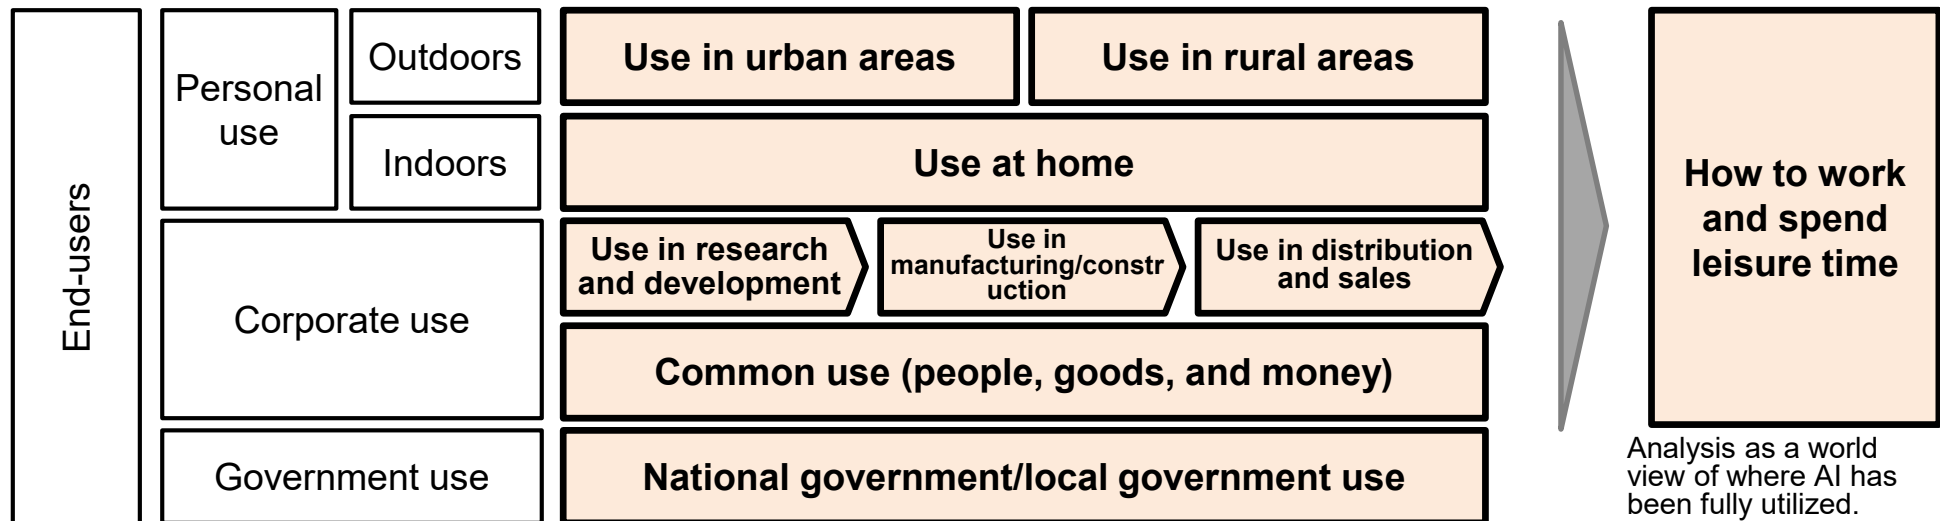 End-users
Personal
use
Outdoors
Use in urban areas
Use in rural areas
Indoors
Use at home
Corporate use
Use in research
and development
Use in
manufacturing/constr
uction
Use in distribution
and sales
Common use (people, goods, and money)
Government use
National government/local government use
How to work
and spend
leisure time
Analysis as a world
view of where AI has
been fully utilized.